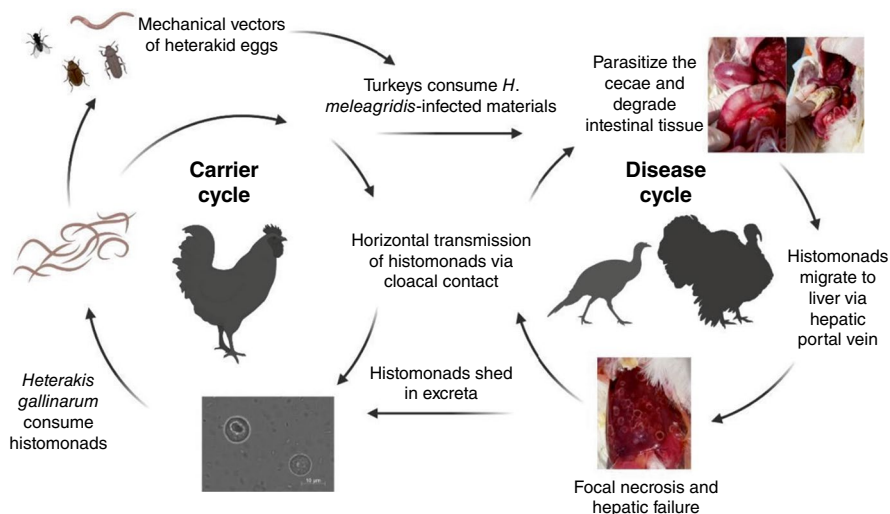 Mechanical vectors
of heterakid eggs
Turkeys consume H.
meleagridis-infected materials
Parasitize the
cecae and
degrade
intestinal tissue
Carrier
cycle
Disease
cycle
Horizontal transmission
of histomonads via
cloacal contact
Histomonads
migrate to
liver via
hepatic
portal vein
Heterakis
gallinarum
consume
histomonads
Histomonads shed
in excreta
10 µm
Focal necrosis and
hepatic failure